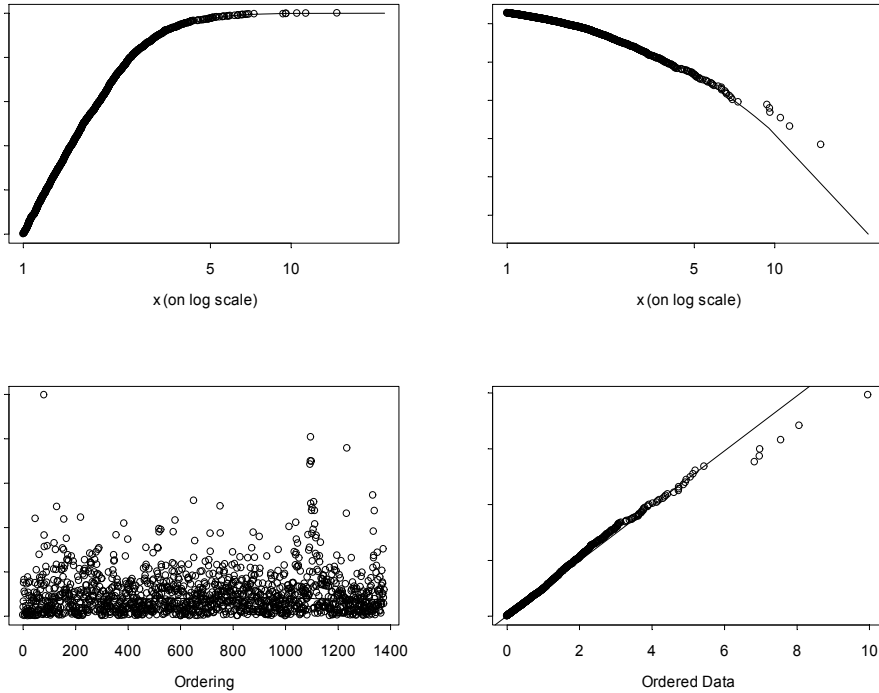 1 5 10
x (on log scale)
1 5 10
x (on log scale)
0 200 400 600 800 1000 1200 1400
Ordering
0 2 4 6 8 10
Ordered Data